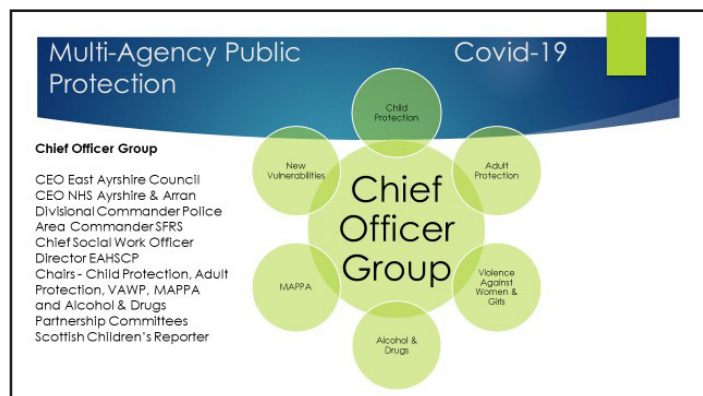 Multi-Agency Public
Protection
Covid-19
Chief Officer Group
CEO East Ayrshire Council
CEO NHS Ayrshire & Arran
Divisional Commander Police
Area Commander SFRS
Chief Social Work Officer
Director EAHSCP
Chairs - Child Protection, Adult
Protection, VAWP, MAPPA
and Alcohol & Drugs
Partnership Committees
Scottish Children's Reporter
Chief
Officer
Group
Child
Protection
Adult
Protection
Violence
Against
Women &
Girls
Alcohol &
Drugs
MAPPA
New
Vulnerabilities